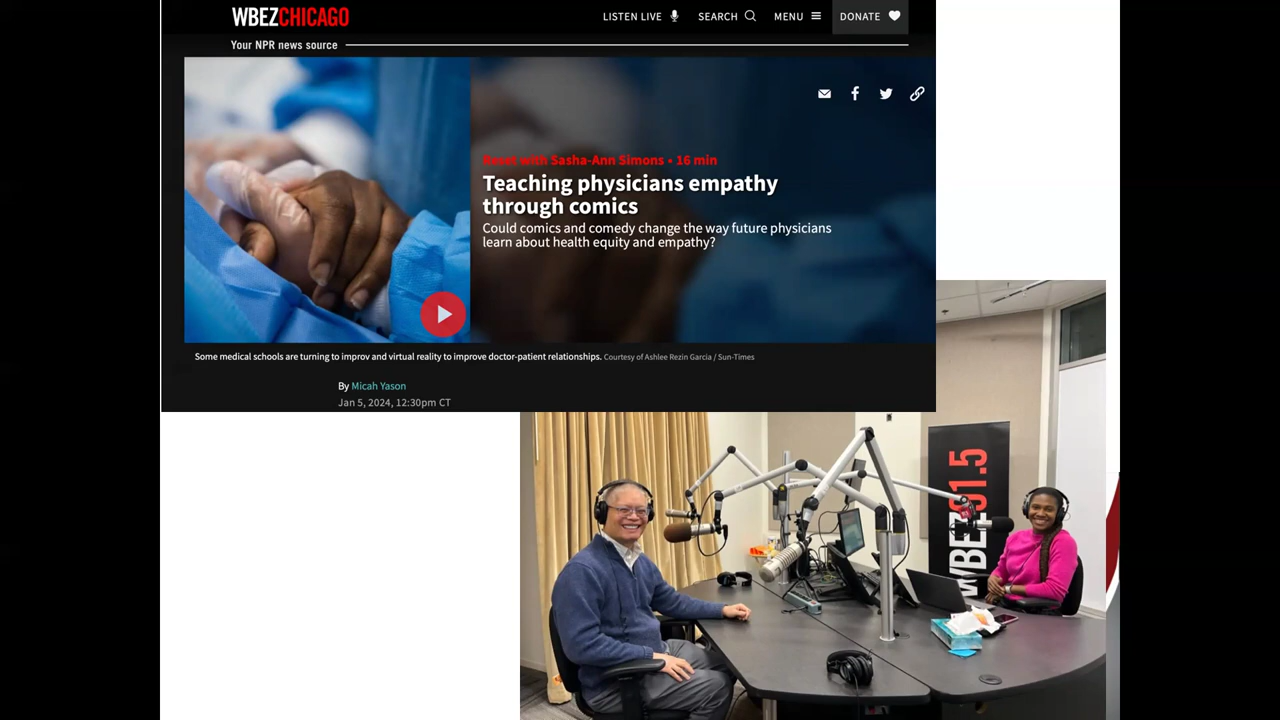 WBEZCHICAGO
LISTEN LIVE
SEARCH
MENU
DONATE
Your NPR news source
Reset with Sasha-Ann Simons • 16 min
Teaching physicians empathy
through comics
Could comics and comedy change the way future physicians
learn about health equity and empathy?
Some medical schools are turning to improv and virtual reality to improve doctor-patient relationships. Courtesy of Ashlee Rezin Garcia / Sun-Times
By Micah Yason
Jan 5, 2024, 12:30pm CT
WBEZ91.5